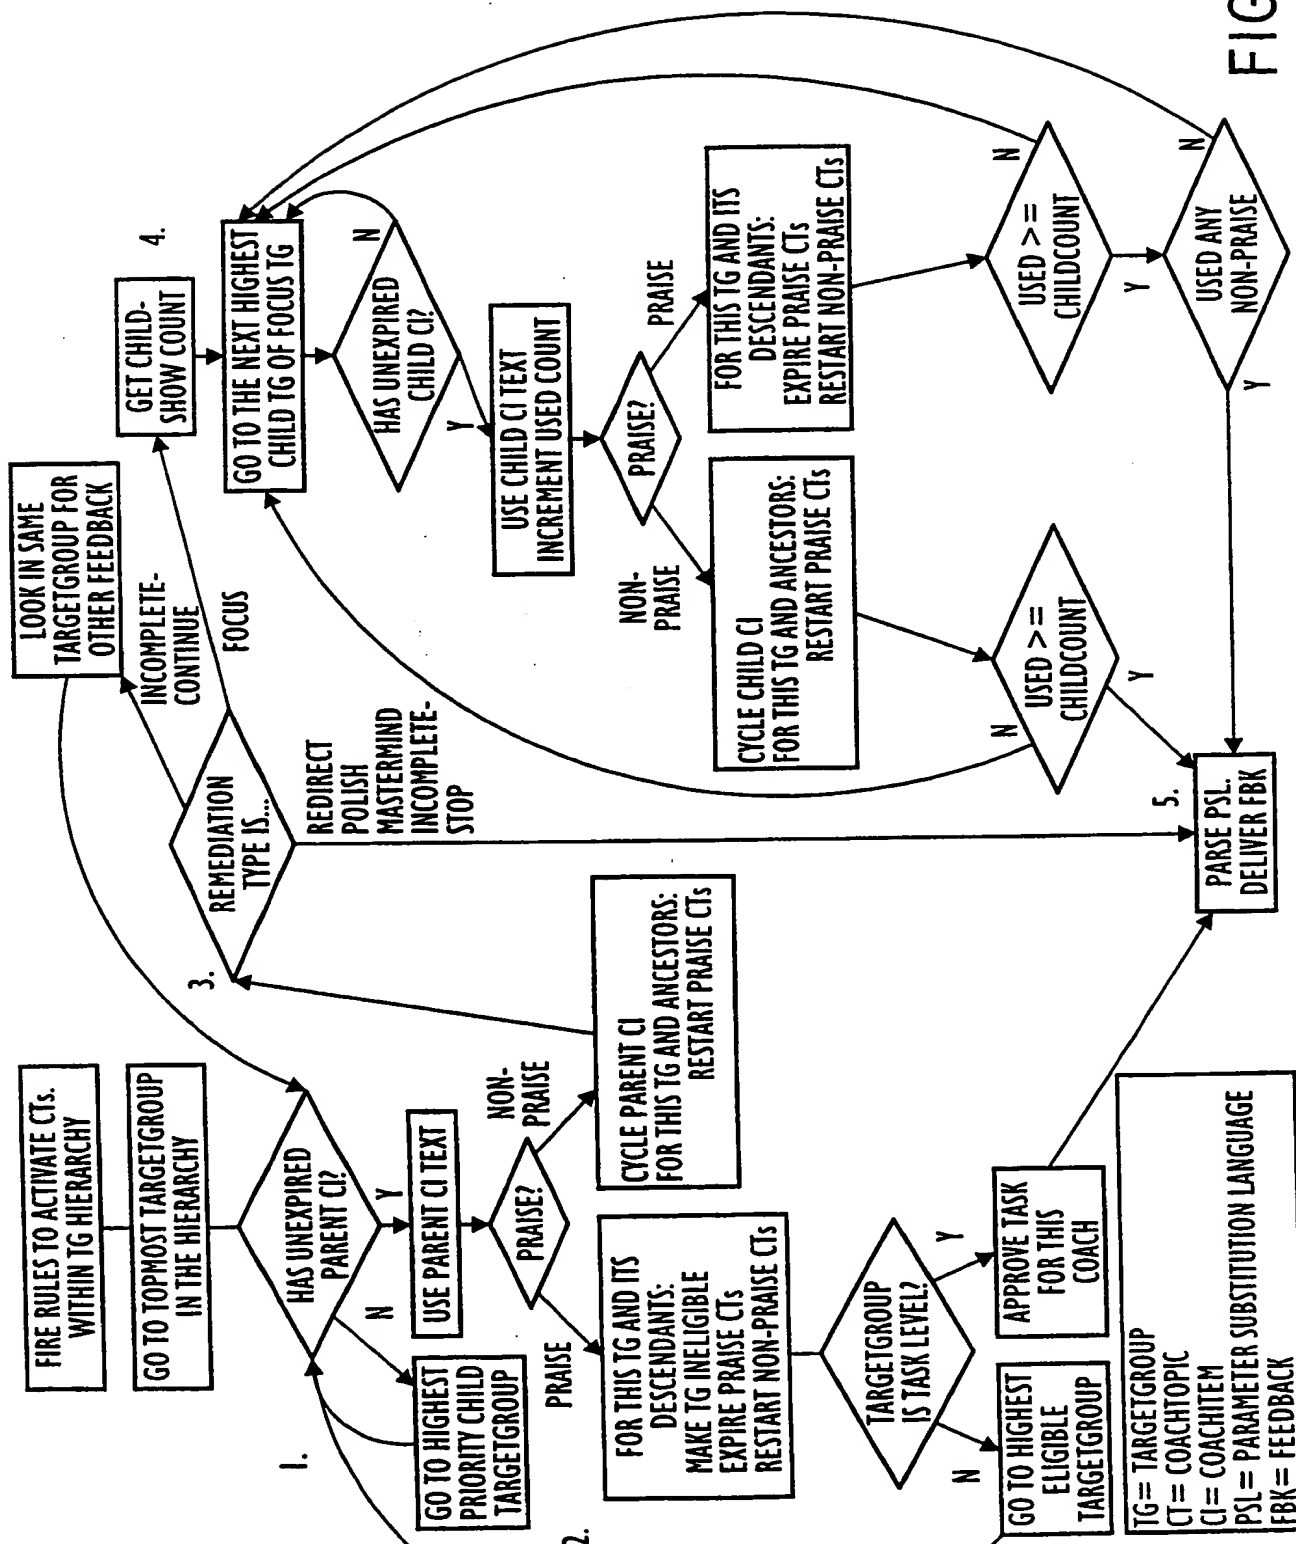 FIRE RULES TO ACTIVATE CTs.
WITHIN TG HIERARCHY
GO TO TOPMOST TARGETGROUP
IN THE HIERARCHY
1.
HAS UNEXPIRED
PARENT CI?
N
Y
GO TO HIGHEST
PRIORITY CHILD
TARGETGROUP
USE PARENT CI TEXT
2.
PRAISE?
PRAISE
NON-
PRAISE
FOR THIS TG AND ITS
DESCENDANTS:
MAKE TG INELIGIBLE
EXPIRE PRAISE CTs
RESTART NON-PRAISE CTs
CYCLE PARENT CI
FOR THIS TG AND ANCESTORS:
RESTART PRAISE CTs
TARGETGROUP
IS TASK LEVEL?
N
Y
GO TO HIGHEST
ELIGIBLE
TARGETGROUP
APPROVE TASK
FOR THIS
COACH
TG= TARGETGROUP
CT= COACHTOPIC
CI= COACHITEM
PSL= PARAMETER SUBSTITUTION LANGUAGE
FBK= FEEDBACK
LOOK IN SAME
TARGETGROUP FOR
OTHER FEEDBACK
INCOMPLETE-
CONTINUE
FOCUS
3.
REMEDIATION
TYPE IS...
REDIRECT
POLISH
MASTERMIND
INCOMPLETE-
STOP
4.
GET CHILD-
SHOW COUNT
GO TO THE NEXT HIGHEST
CHILD TG OF FOCUS TG
HAS UNEXPIRED
CHILD CI?
N
Y
USE CHILD CI TEXT
INCREMENT USED COUNT
PRAISE?
NON-
PRAISE
PRAISE
CYCLE CHILD CI
FOR THIS TG AND ANCESTORS:
RESTART PRAISE CTs
FOR THIS TG AND ITS
DESCENDANTS:
EXPIRE PRAISE CTs
RESTART NON-PRAISE CTs
N
USED >=
CHILDCOUNT
Y
N
USED >=
CHILDCOUNT
Y
N
USED ANY
NON-PRAISE
Y
5.
PARSE PSL.
DELIVER FBK
FIG